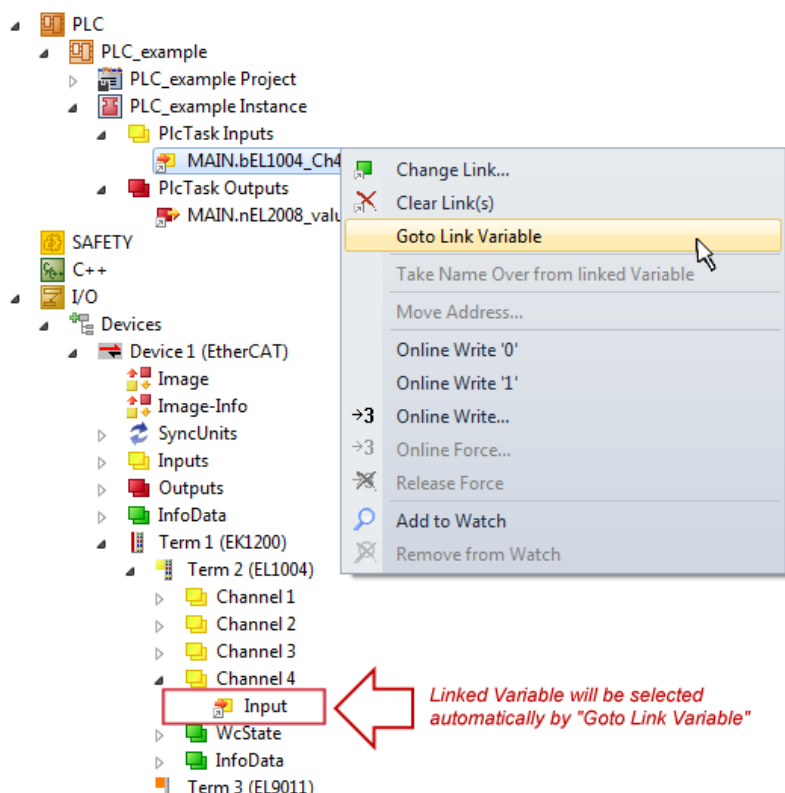 PLC
PLC_example
PLC_example Project
PLC_example Instance
PlcTask Inputs
MAIN.bEL1004_Ch4
PlcTask Outputs
MAIN.nEL2008_valu
SAFETY
C++
I/O
Devices
Device 1 (EtherCAT)
Image
Image-Info
SyncUnits
Inputs
Outputs
InfoData
Term 1 (EK1200)
Term 2 (EL1004)
Channel 1
Channel 2
Channel 3
Channel 4
Input
WcState
InfoData
Term 3 (EL9011)
Change Link...
Clear Link(s)
Goto Link Variable
Take Name Over from linked Variable
Move Address...
Online Write '0'
Online Write '1'
→3 Online Write...
→3 Online Force...
Release Force
Add to Watch
Remove from Watch
Linked Variable will be selected
automatically by "Goto Link Variable"